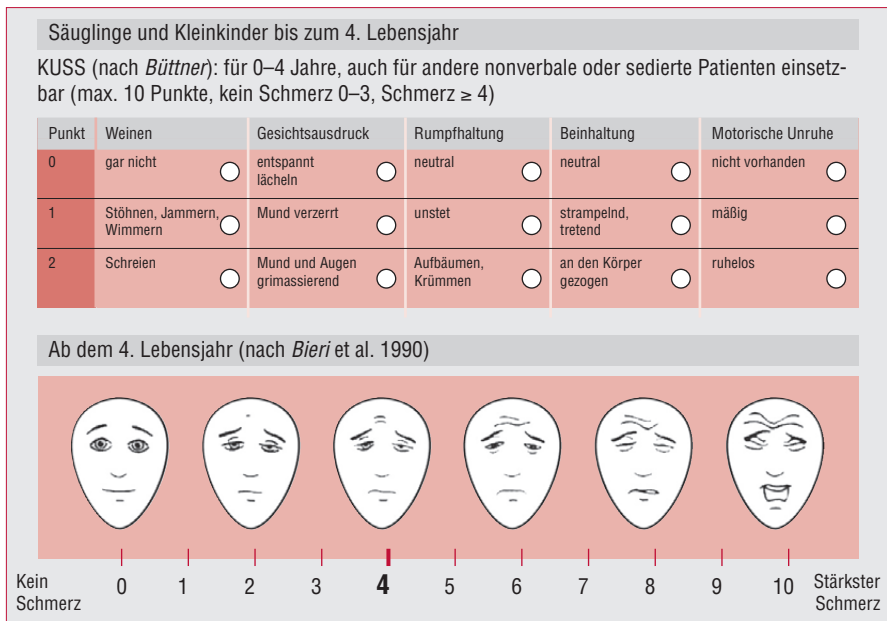 Säuglinge und Kleinkinder bis zum 4. Lebensjahr
KUSS (nach Büttner): für 0–4 Jahre, auch für andere nonverbale oder sedierte Patienten einsetz-
bar (max. 10 Punkte, kein Schmerz 0–3, Schmerz ≥ 4)
Punkt Weinen Gesichtsausdruck Rumpfhaltung Beinhaltung Motorische Unruhe
0 gar nicht entspannt neutral neutral nicht vorhanden
lächeln
1 Stöhnen, Jammern, Mund verzerrt unstet strampelnd, mäßig
Wimmern tretend
2 Schreien Mund und Augen Aufbäumen, an den Körper ruhelos
grimassierend Krümmen gezogen
Ab dem 4. Lebensjahr (nach Bieri et al. 1990)
Kein 0 1 2 3 4 5 6 7 8 9 10 Stärkster
Schmerz Schmerz